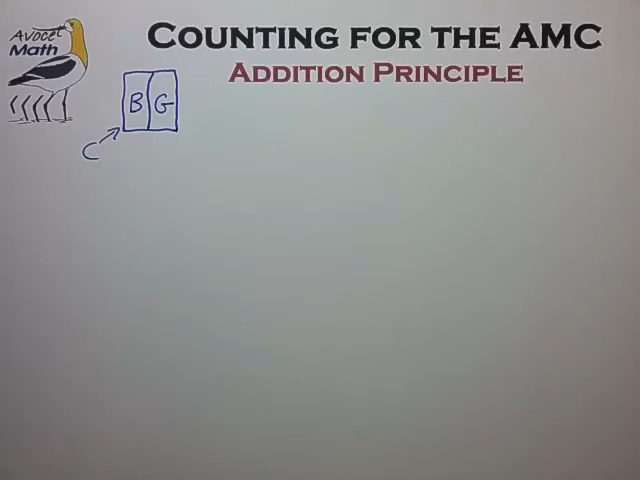 Avocet
Math
COUNTING FOR THE AMC
ADDITION PRINCIPLE
B G
C